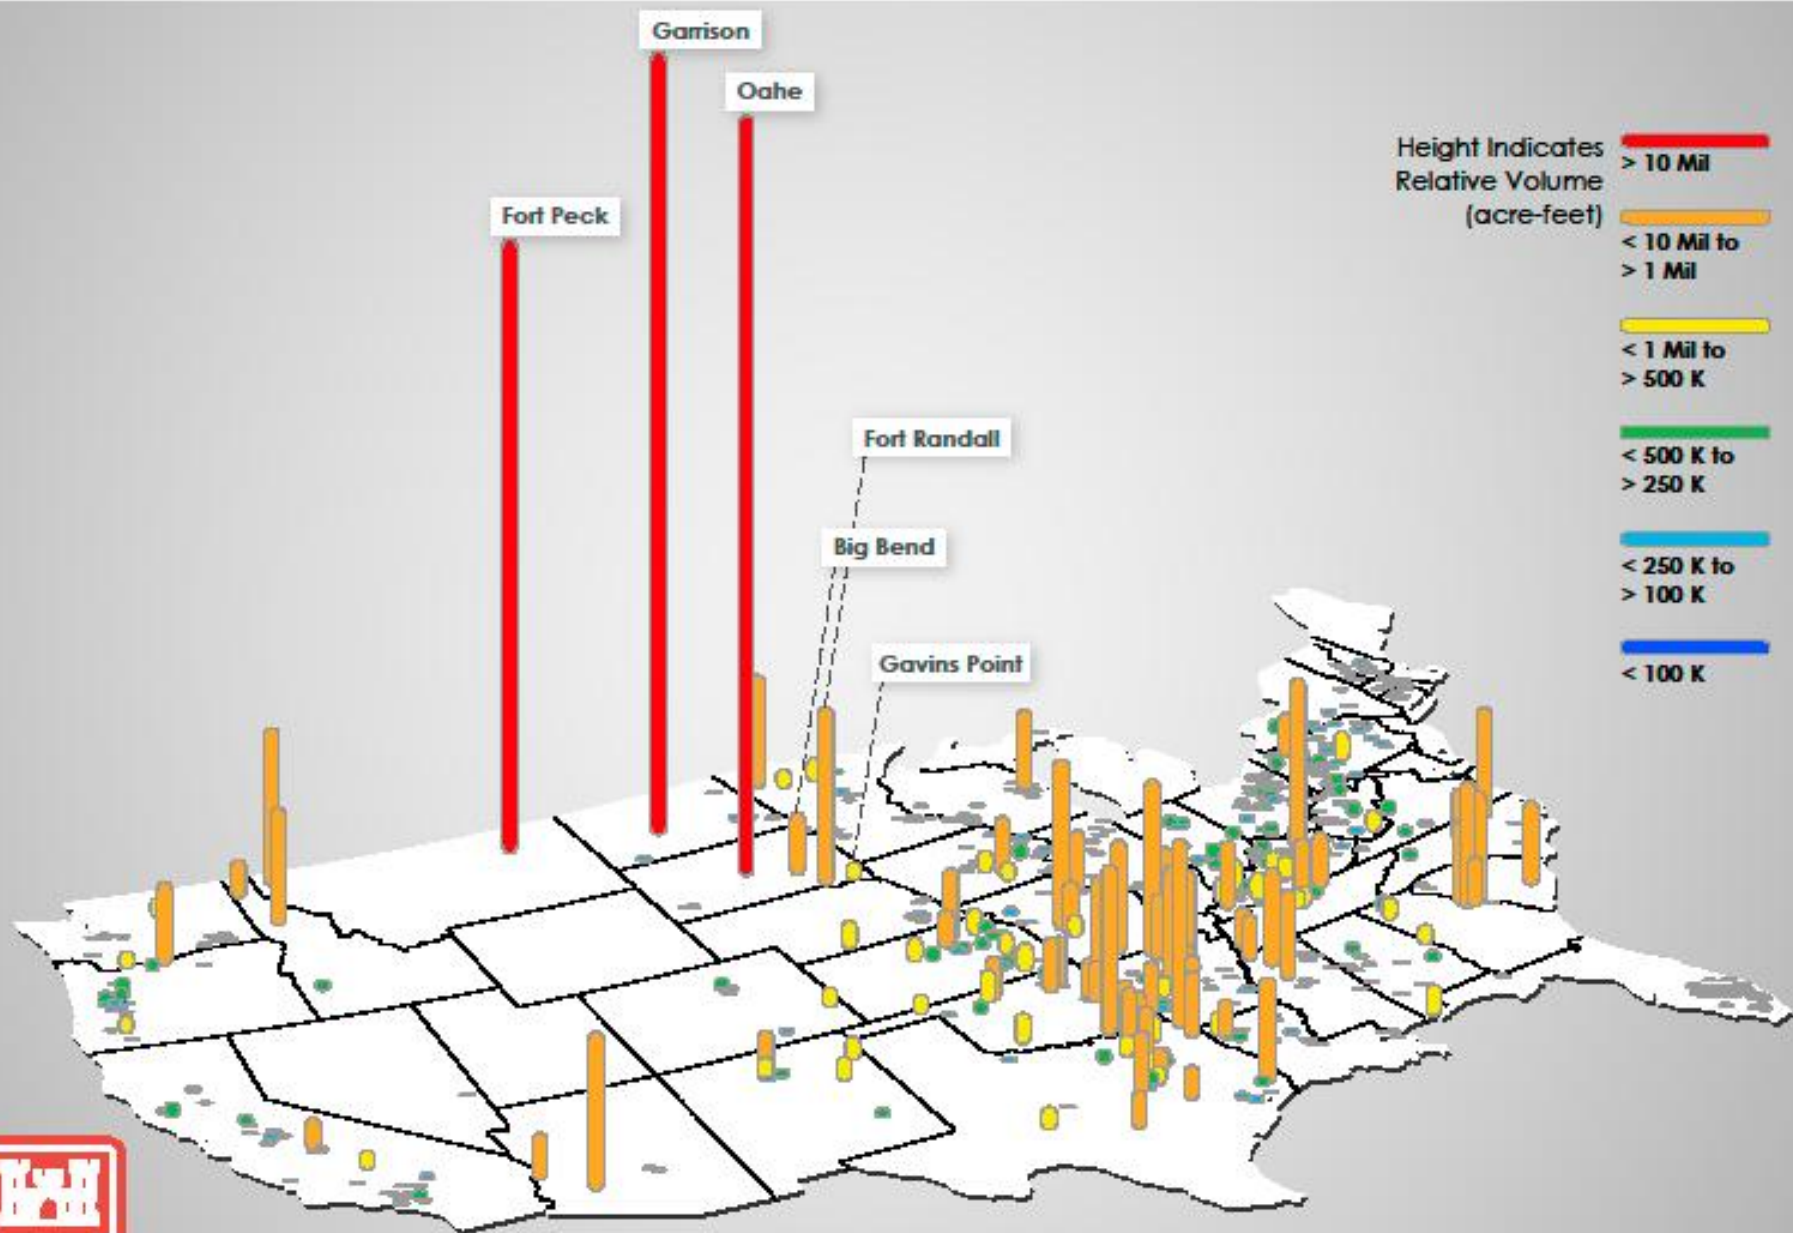 Garrison
Oahe
Fort Peck
Fort Randall
Big Bend
Gavins Point
Height Indicates
Relative Volume
(acre-feet)
> 10 Mil
< 10 Mil to
> 1 Mil
< 1 Mil to
> 500 K
< 500 K to
> 250 K
< 250 K to
> 100 K
< 100 K